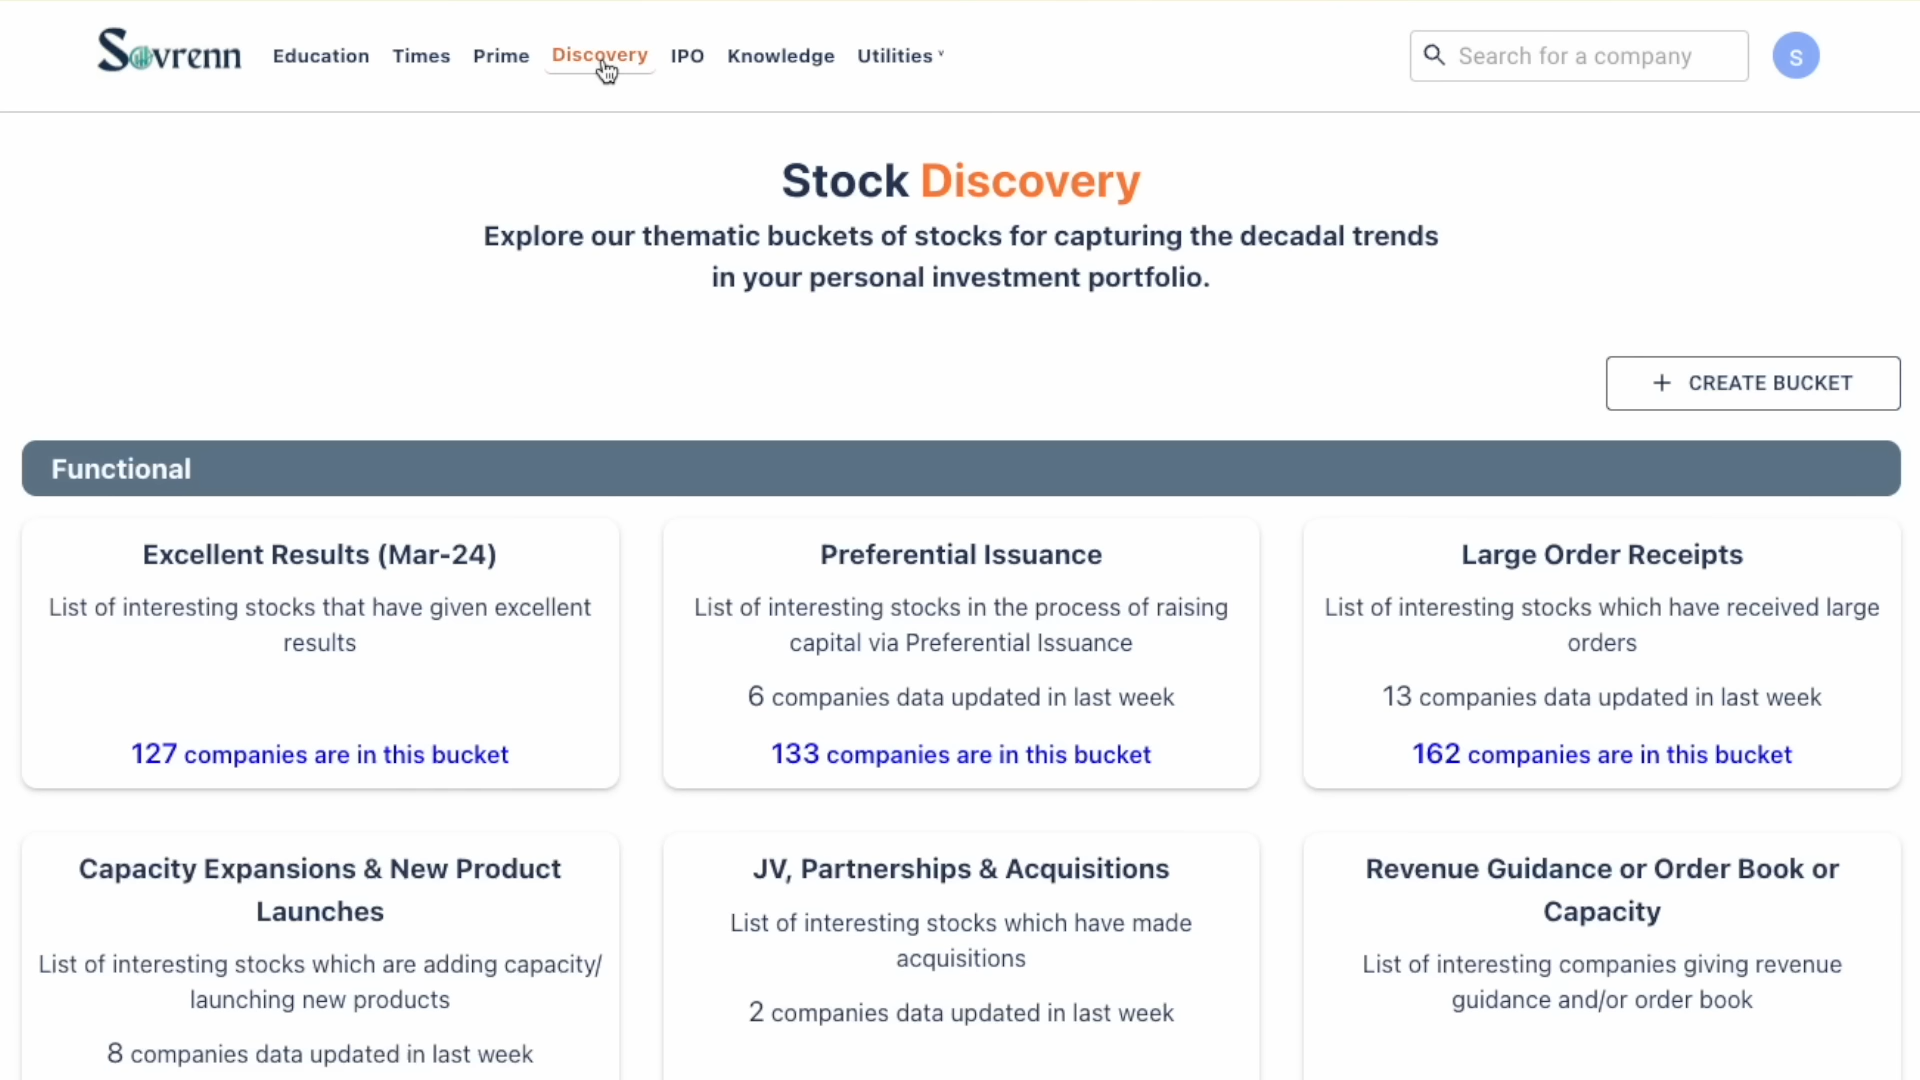 Sovrenn
Education Times Prime Discovery IPO Knowledge Utilities
Search for a company
S
Stock Discovery
Explore our thematic buckets of stocks for capturing the decadal trends
in your personal investment portfolio.
+ CREATE BUCKET
Functional
Excellent Results (Mar-24)
List of interesting stocks that have given excellent
results
127 companies are in this bucket
Preferential Issuance
List of interesting stocks in the process of raising
capital via Preferential Issuance
6 companies data updated in last week
133 companies are in this bucket
Large Order Receipts
List of interesting stocks which have received large
orders
13 companies data updated in last week
162 companies are in this bucket
Capacity Expansions & New Product
Launches
List of interesting stocks which are adding capacity/
launching new products
8 companies data updated in last week
JV, Partnerships & Acquisitions
List of interesting stocks which have made
acquisitions
2 companies data updated in last week
Revenue Guidance or Order Book or
Capacity
List of interesting companies giving revenue
guidance and/or order book